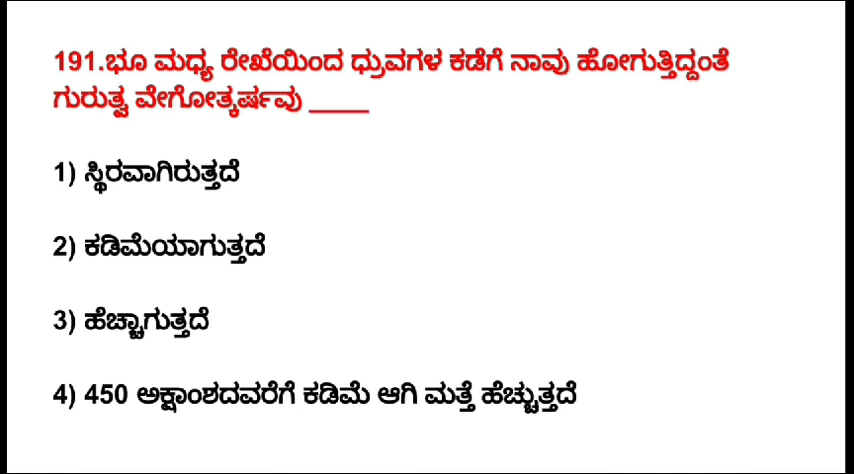 191.ಭೂ ಮಧ್ಯ ರೇಖೆಯಿಂದ ಧ್ರುವಗಳ ಕಡೆಗೆ ನಾವು ಹೋಗುತ್ತಿದ್ದಂತೆ
ಗುರುತ್ವ ವೇಗೋತ್ಕರ್ಷವು ____
1) ಸ್ಥಿರವಾಗಿರುತ್ತದೆ
2) ಕಡಿಮೆಯಾಗುತ್ತದೆ
3) ಹೆಚ್ಚಾಗುತ್ತದೆ
4) 450 ಅಕ್ಷಾಂಶದವರೆಗೆ ಕಡಿಮೆ ಆಗಿ ಮತ್ತೆ ಹೆಚ್ಚುತ್ತದೆ